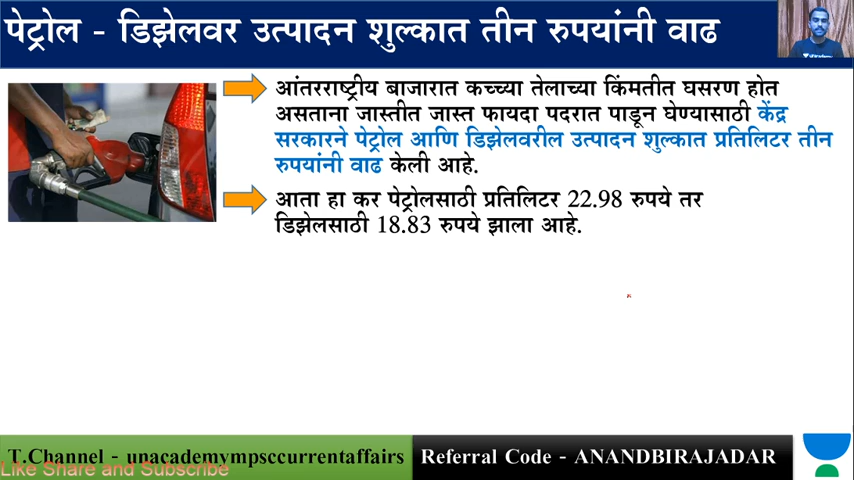 पेट्रोल - डिझेलवर उत्पादन शुल्कात तीन रुपयांनी वाढ
आंतरराष्ट्रीय बाजारात कच्च्या तेलाच्या किंमतीत घसरण होत
असताना जास्तीत जास्त फायदा पदरात पाडून घेण्यासाठी केंद्र
सरकारने पेट्रोल आणि डिझेलवरील उत्पादन शुल्कात प्रतिलिटर तीन
रुपयांनी वाढ केली आहे.
आता हा कर पेट्रोलसाठी प्रतिलिटर 22.98 रुपये तर
डिझेलसाठी 18.83 रुपये झाला आहे.
T.Channel - unacademympsccurrentaffairs
Referral Code - ANANDBIRAJADAR
Like Share and Subscribe